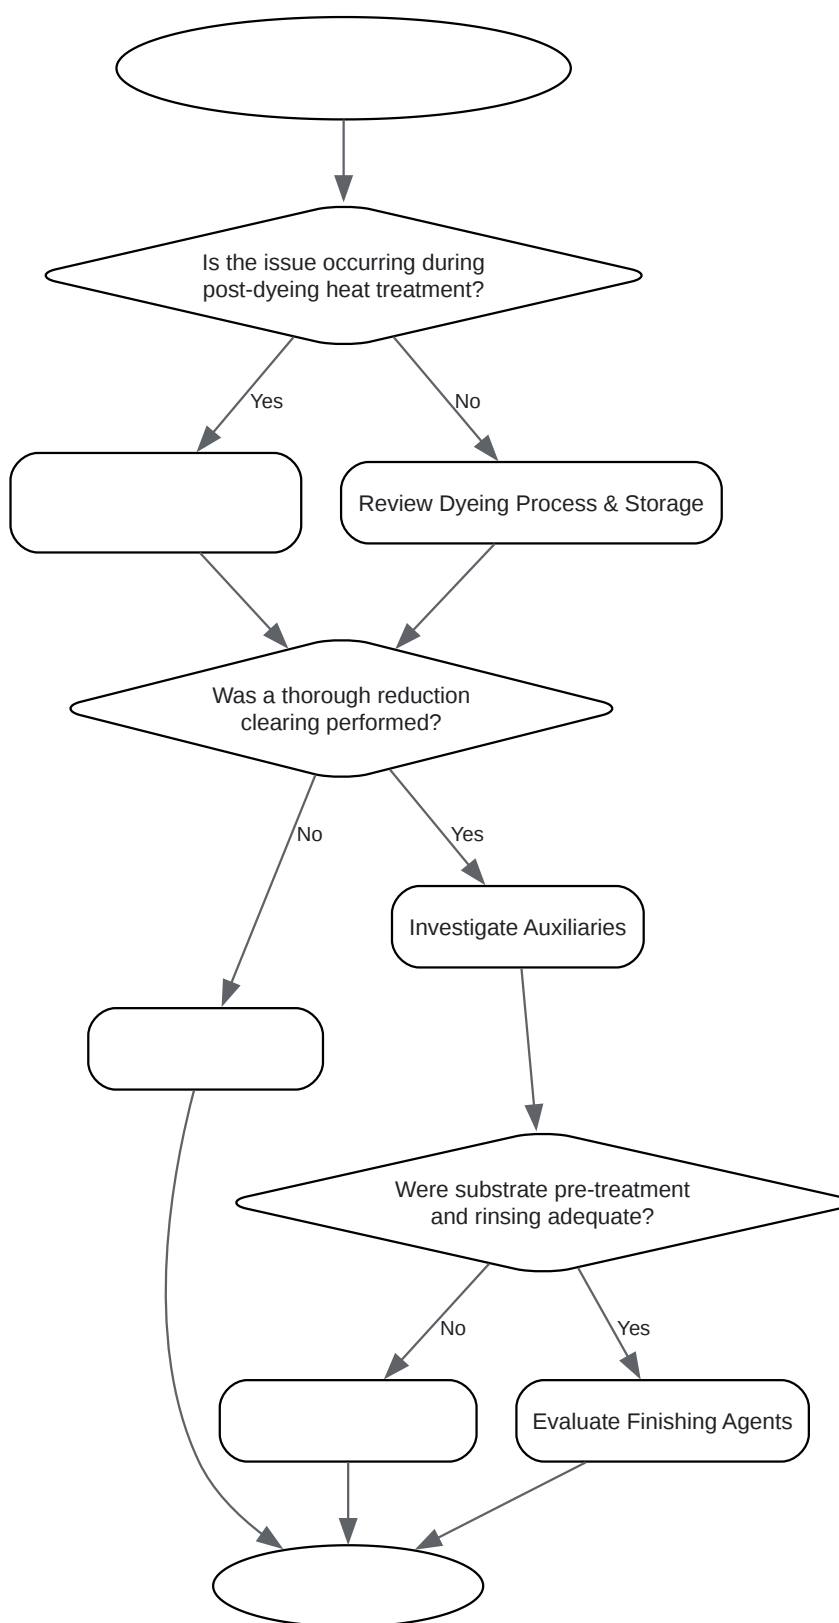 Is the issue occurring during
post-dyeing heat treatment?
Yes
No
Review Dyeing Process & Storage
Was a thorough reduction
clearing performed?
No
Yes
Investigate Auxiliaries
Were substrate pre-treatment
and rinsing adequate?
No
Yes
Evaluate Finishing Agents